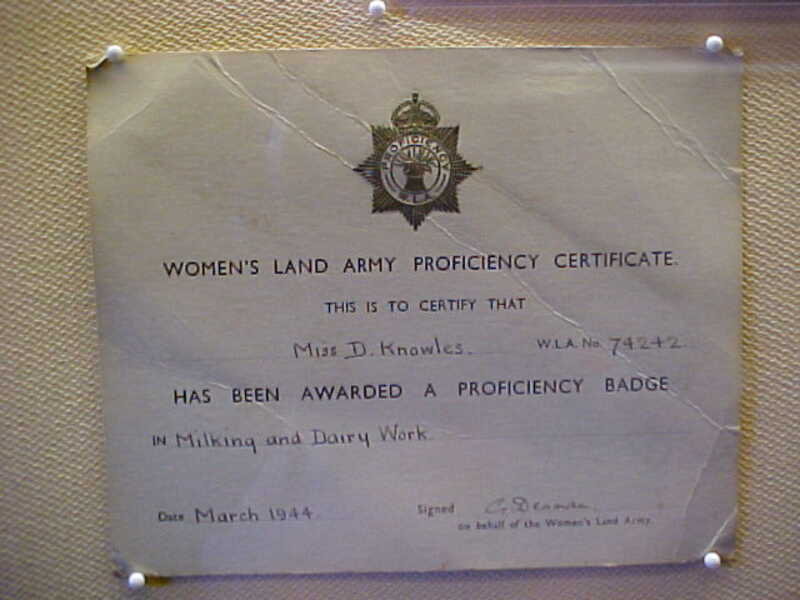 PROFICIENCY
W.L.A.
WOMEN'S LAND ARMY PROFICIENCY CERTIFICATE.
THIS IS TO CERTIFY THAT
Miss D. Knowles. W.L.A. No. 74242
HAS BEEN AWARDED A PROFICIENCY BADGE
IN Milking and Dairy Work.
Date March 1944. Signed
on behalf of the Women's Land Army.